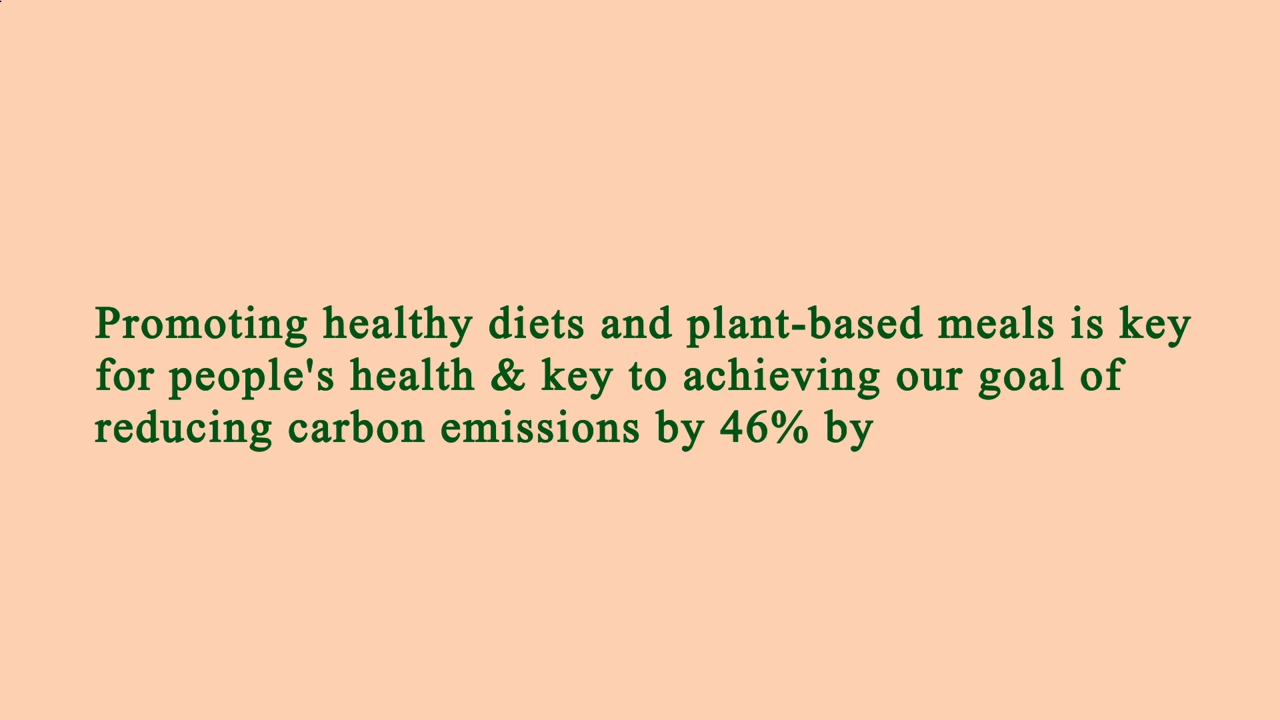 Promoting healthy diets and plant-based meals is key
for people's health & key to achieving our goal of
reducing carbon emissions by 46% by